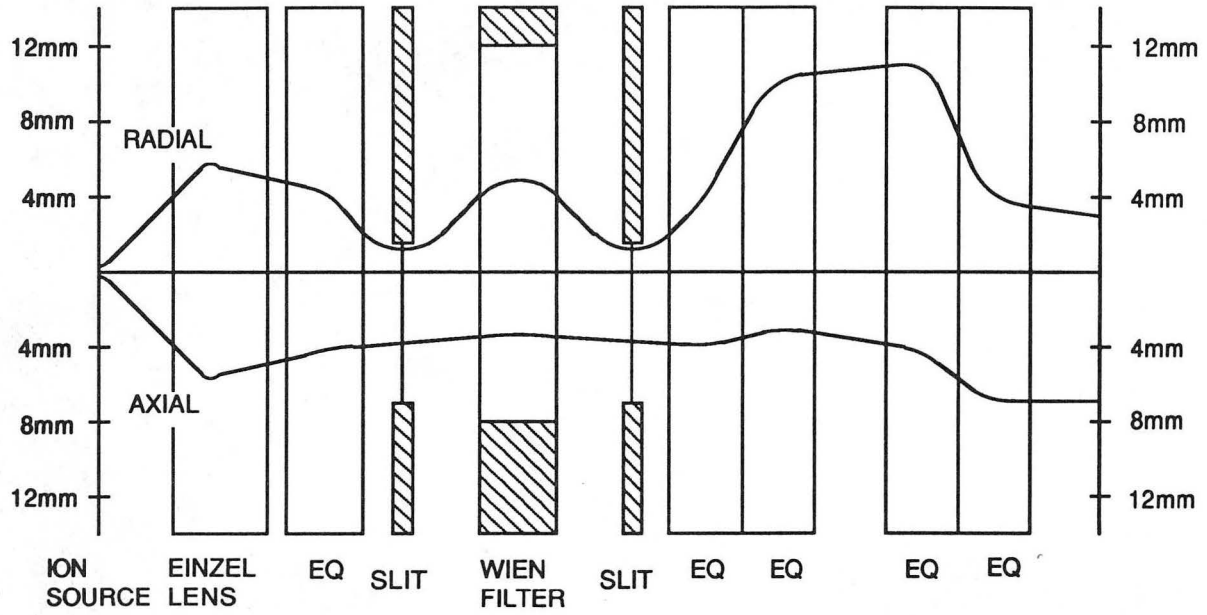 12mm 12mm
8mm 8mm
RADIAL
4mm 4mm
4mm 4mm
AXIAL
8mm 8mm
12mm 12mm
ION EINZEL EQ SLIT WIEN SLIT EQ EQ EQ EQ
SOURCE LENS FILTER